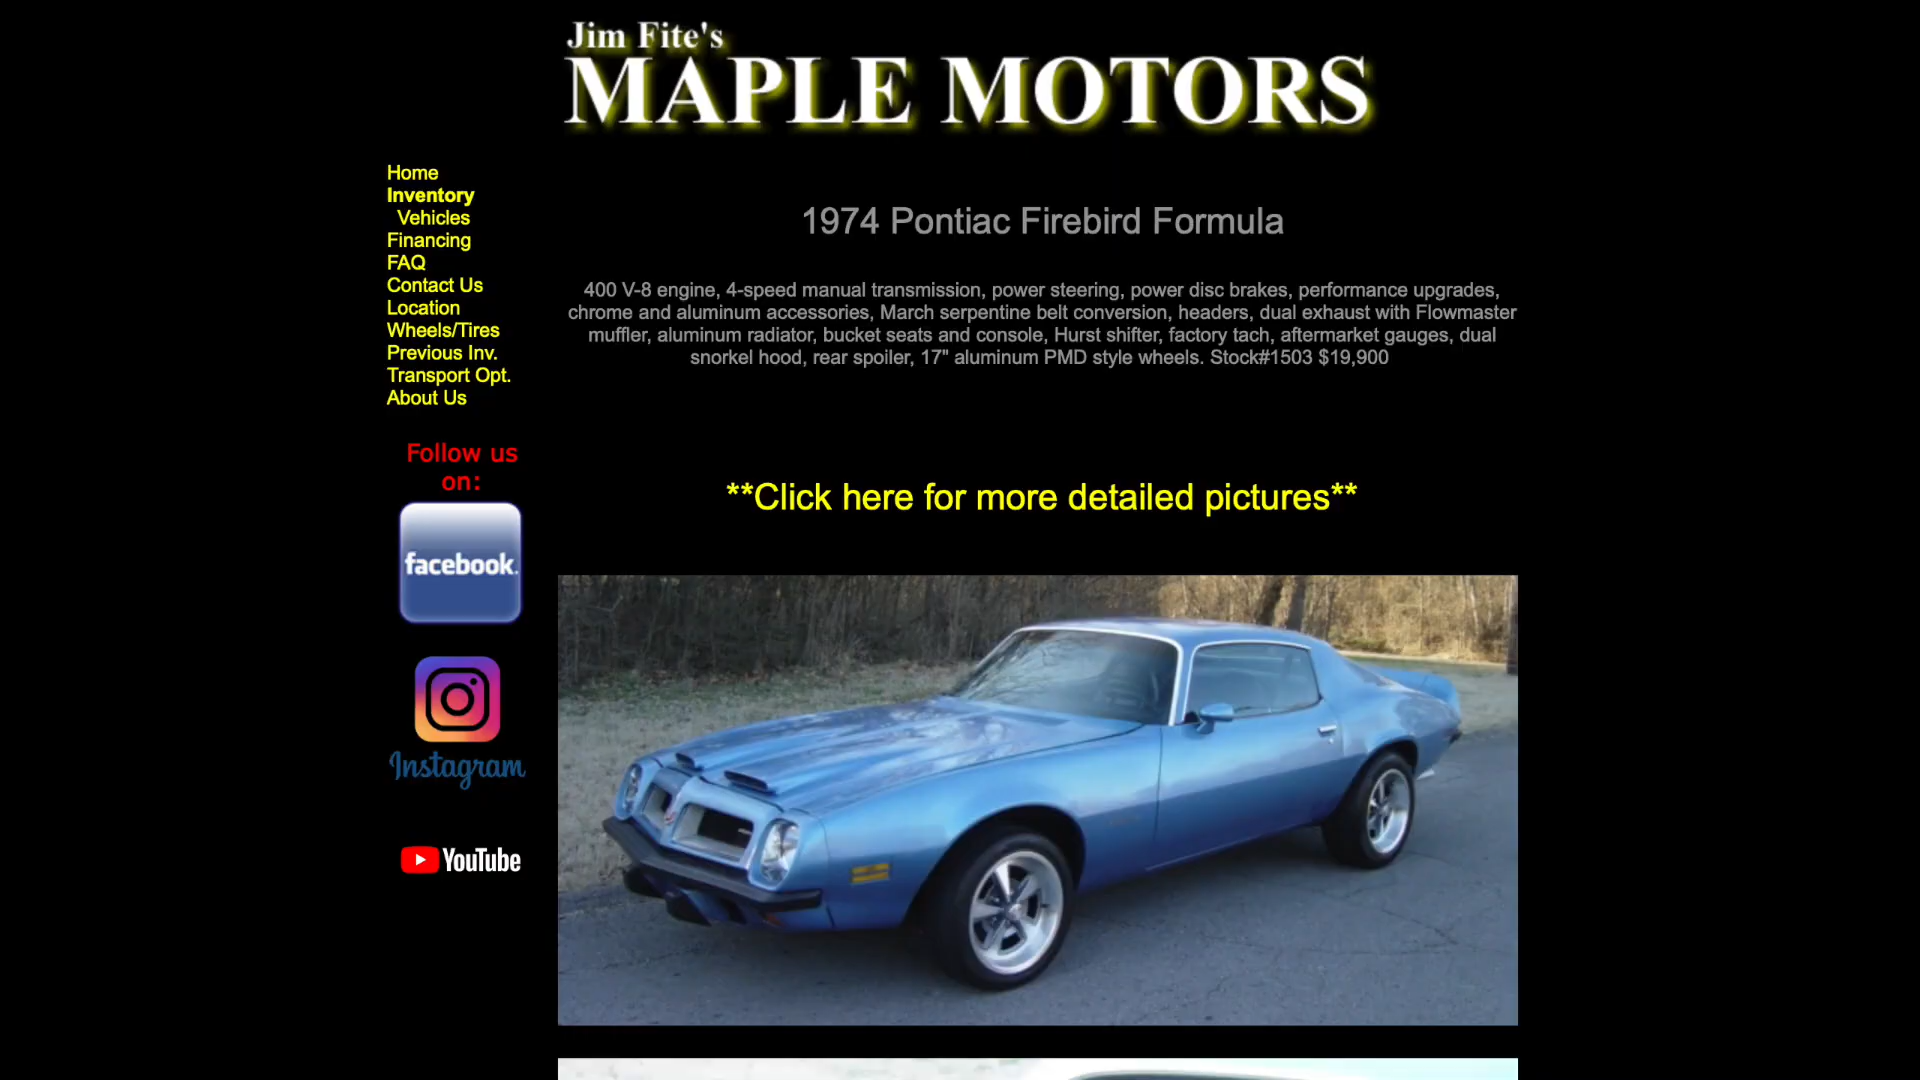 Jim Fite's
MAPLE MOTORS
Home
Inventory
Vehicles
Financing
FAQ
Contact Us
Location
Wheels/Tires
Previous Inv.
Transport Opt.
About Us
Follow us
on:
facebook.
Instagram
YouTube
1974 Pontiac Firebird Formula
400 V-8 engine, 4-speed manual transmission, power steering, power disc brakes, performance upgrades,
chrome and aluminum accessories, March serpentine belt conversion, headers, dual exhaust with Flowmaster
muffler, aluminum radiator, bucket seats and console, Hurst shifter, factory tach, aftermarket gauges, dual
snorkel hood, rear spoiler, 17" aluminum PMD style wheels. Stock#1503 $19,900
**Click here for more detailed pictures**